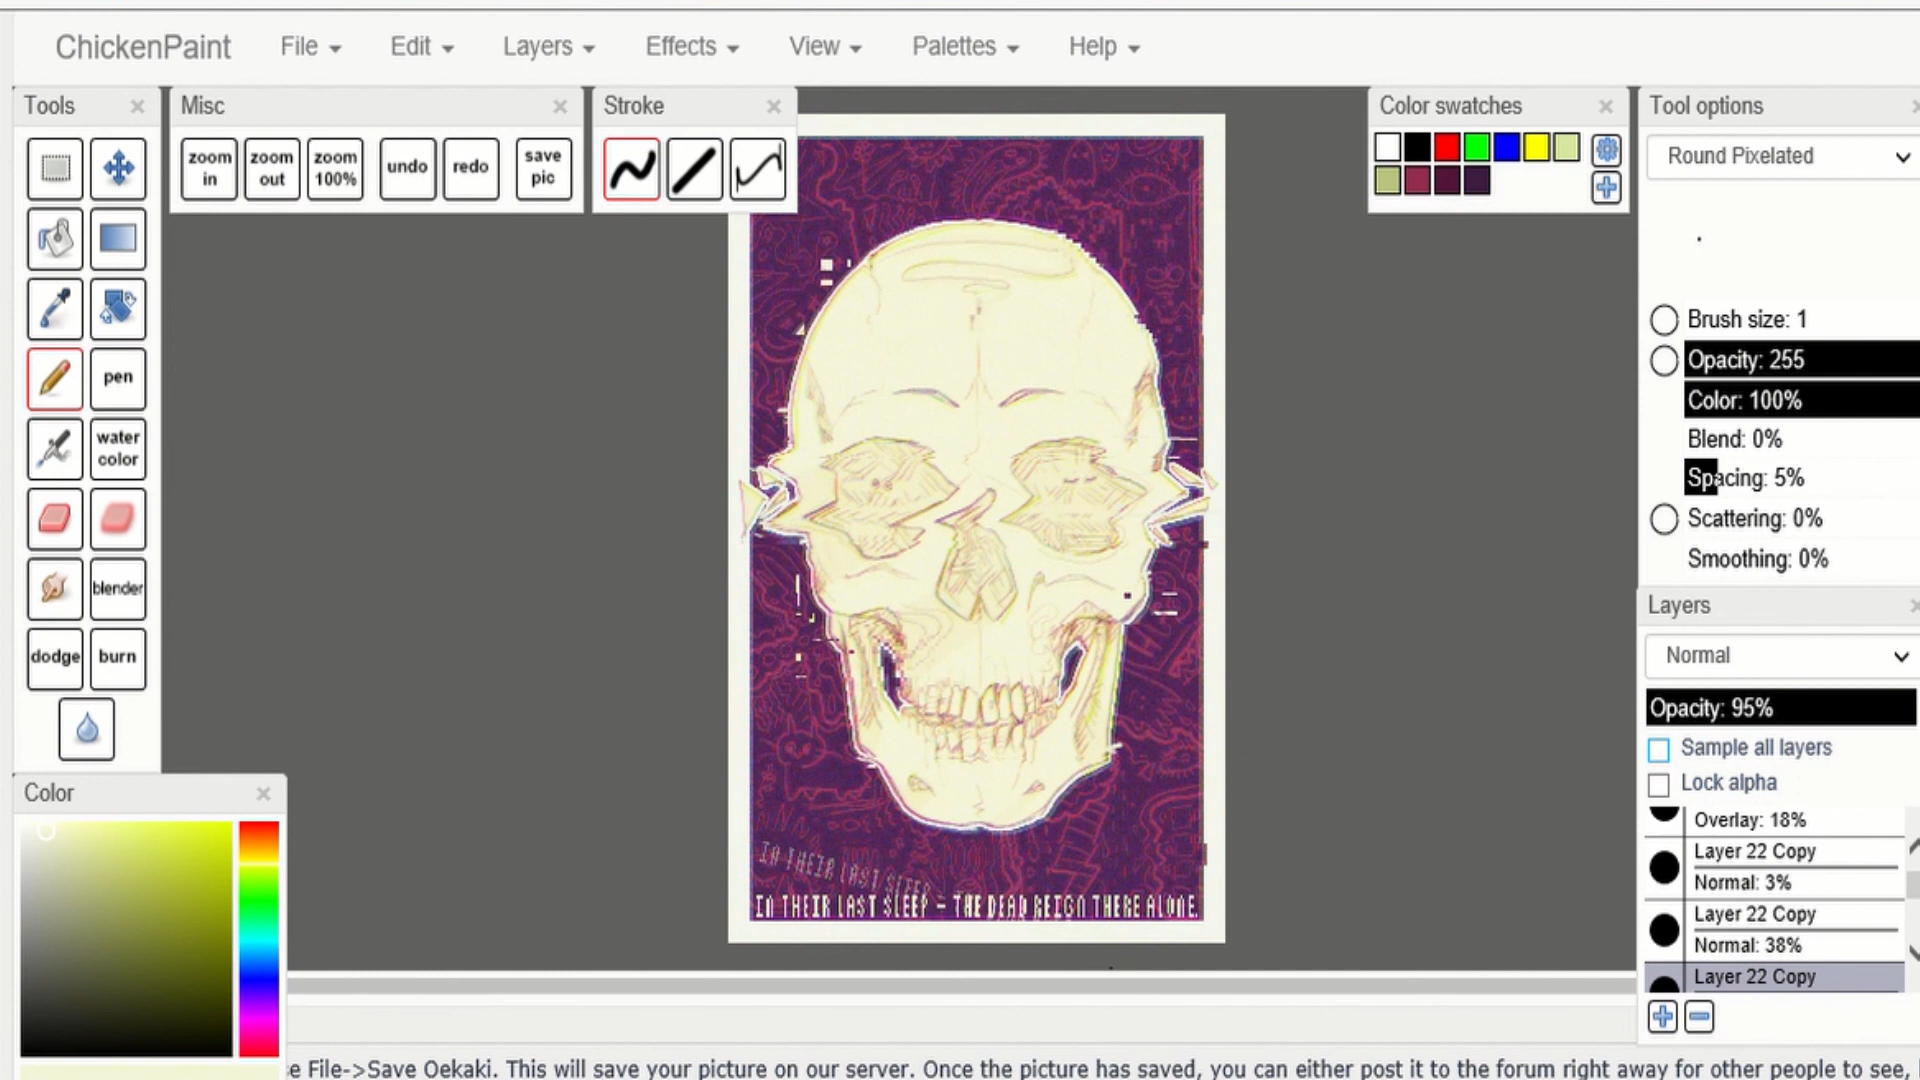 ChickenPaint File Edit Layers Effects View Palettes Help
Tools
Misc
zoom in
zoom out
zoom 100%
undo
redo
save pic
Stroke
pen
water color
blender
dodge
burn
Color
IN THEIR LAST SLEEP
IN THEIR LAST SLEEP - THE DEAD REIGN THERE ALONE.
Color swatches
Tool options
Round Pixelated
Brush size: 1
Opacity: 255
Color: 100%
Blend: 0%
Spacing: 5%
Scattering: 0%
Smoothing: 0%
Layers
Normal
Opacity: 95%
Sample all layers
Lock alpha
Overlay: 18%
Layer 22 Copy
Normal: 3%
Layer 22 Copy
Normal: 38%
Layer 22 Copy
e File->Save Oekaki. This will save your picture on our server. Once the picture has saved, you can either post it to the forum right away for other people to see,